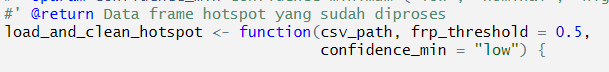 #' @return Data frame hotspot yang sudah diproses
load_and_clean_hotspot <- function(csv_path, frp_threshold = 0.5,
confidence_min = "low") {